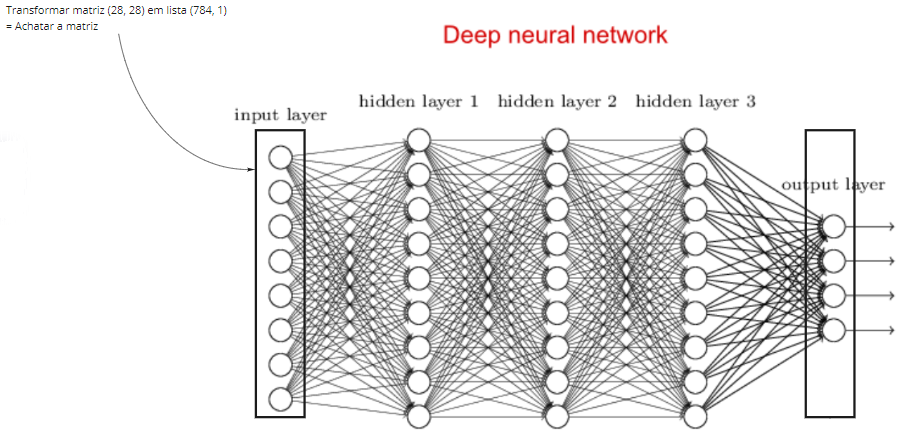 Transformar matriz (28, 28) em lista (784, 1)
= Achatar a matriz
Deep neural network
input layer
hidden layer 1
hidden layer 2
hidden layer 3
output layer